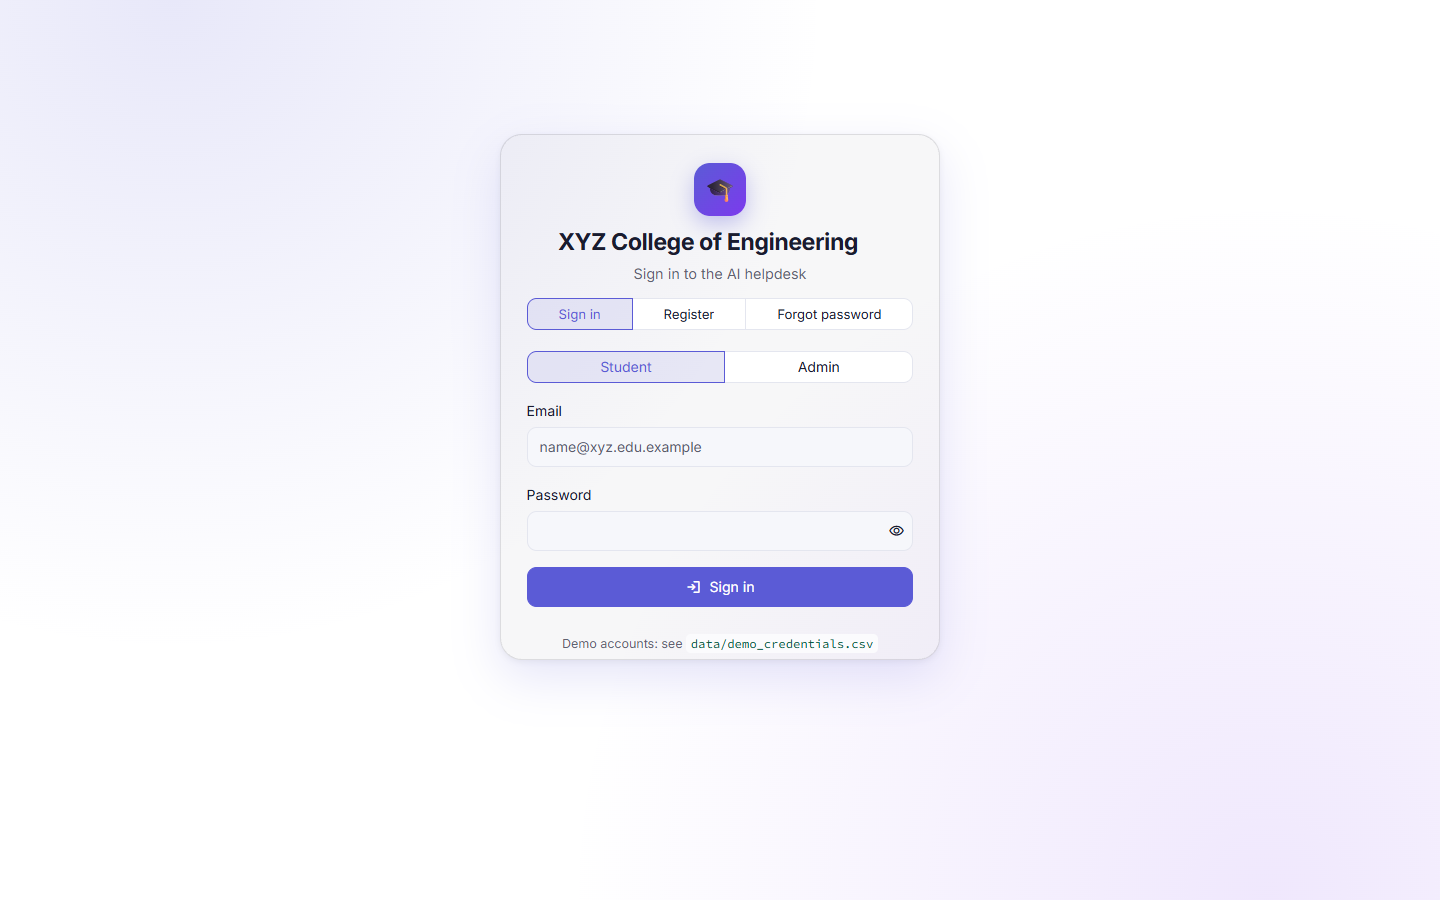 XYZ College of Engineering
Sign in to the AI helpdesk
Sign in Register Forgot password
Student Admin
Email
name@xyz.edu.example
Password
Sign in
Demo accounts: see data/demo_credentials.csv